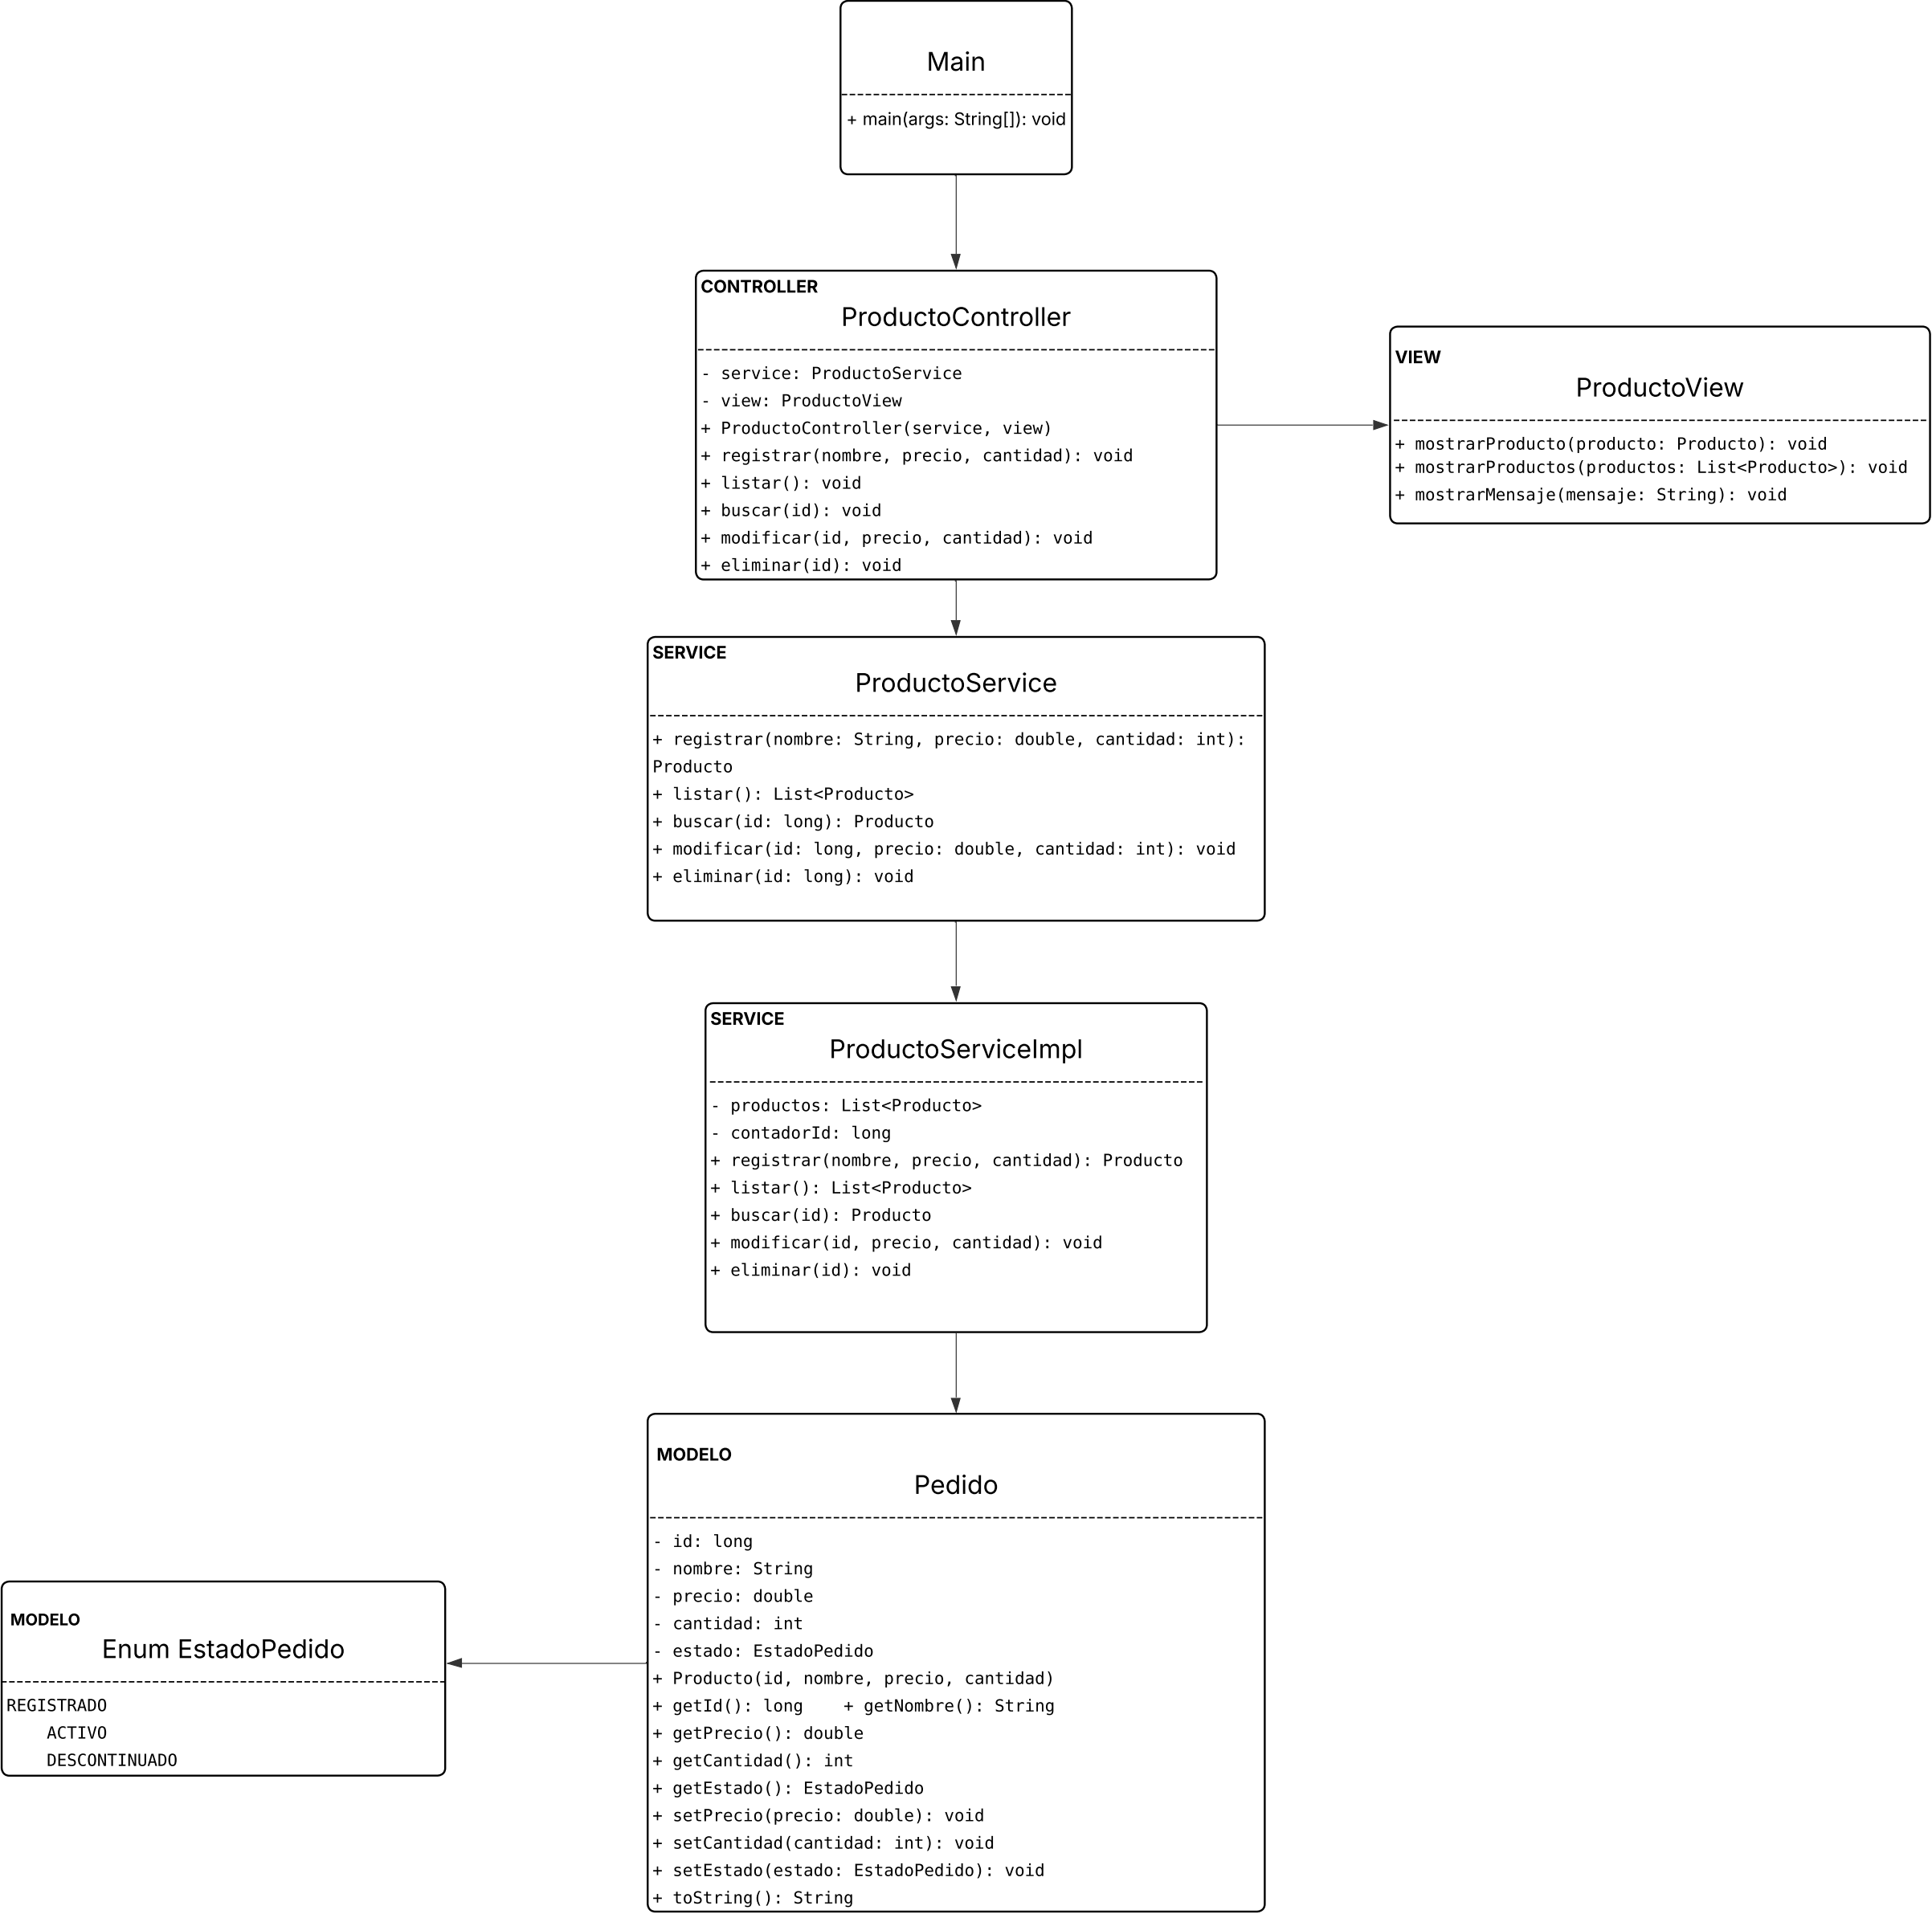 Main
+ main(args: String[]): void
CONTROLLER
ProductoController
- service: ProductoService
- view: ProductoView
+ ProductoController(service, view)
+ registrar(nombre, precio, cantidad): void
+ listar(): void
+ buscar(id): void
+ modificar(id, precio, cantidad): void
+ eliminar(id): void
VIEW
ProductoView
+ mostrarProducto(producto: Producto): void
+ mostrarProductos(productos: List<Producto>): void
+ mostrarMensaje(mensaje: String): void
SERVICE
ProductoService
+ registrar(nombre: String, precio: double, cantidad: int):
Producto
+ listar(): List<Producto>
+ buscar(id: long): Producto
+ modificar(id: long, precio: double, cantidad: int): void
+ eliminar(id: long): void
SERVICE
ProductoServiceImpl
- productos: List<Producto>
- contadorId: long
+ registrar(nombre, precio, cantidad): Producto
+ listar(): List<Producto>
+ buscar(id): Producto
+ modificar(id, precio, cantidad): void
+ eliminar(id): void
MODELO
Pedido
- id: long
- nombre: String
- precio: double
- cantidad: int
- estado: EstadoPedido
+ Producto(id, nombre, precio, cantidad)
+ getId(): long    + getNombre(): String
+ getPrecio(): double
+ getCantidad(): int
+ getEstado(): EstadoPedido
+ setPrecio(precio: double): void
+ setCantidad(cantidad: int): void
+ setEstado(estado: EstadoPedido): void
+ toString(): String
MODELO
Enum EstadoPedido
REGISTRADO
ACTIVO
DESCONTINUADO